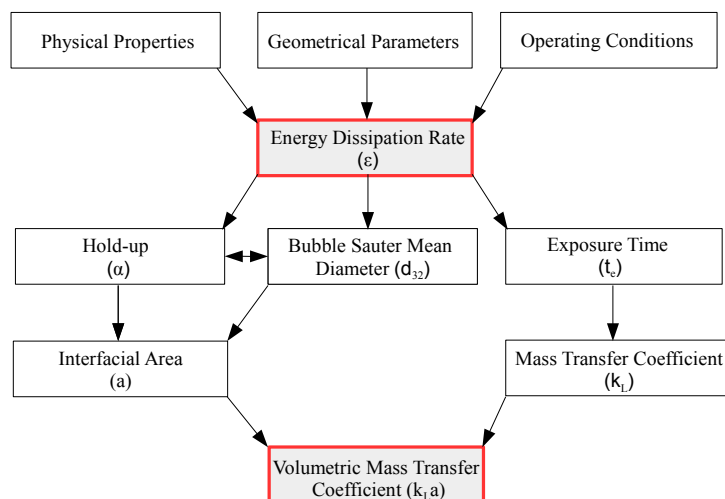 Physical Properties
Geometrical Parameters
Operating Conditions
Energy Dissipation Rate
(ε)
Hold-up
(α)
Bubble Sauter Mean
Diameter (d32)
Exposure Time
(te)
Interfacial Area
(a)
Mass Transfer Coefficient
(kL)
Volumetric Mass Transfer
Coefficient (kLa)